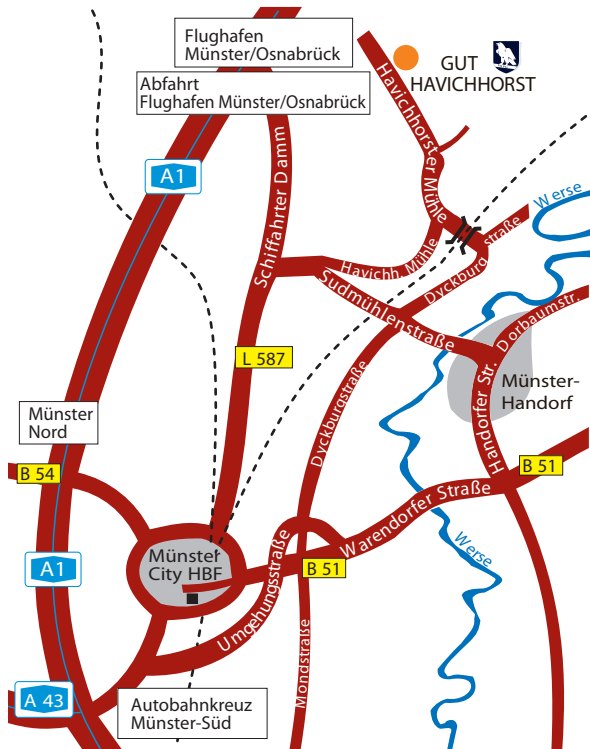 Flughafen
Münster/Osnabrück
Abfahrt
Flughafen Münster/Osnabrück
GUT
HAVICHHORST
Havichhorster Mühle
A1
Schiffahrter Damm
Werse
Havichh. Mühle
Dyckburg straße
Sudmühlenstraße
Dorbaumstr.
L 587
Münster-
Handorf
Handorfer Str.
Dyckburgstraße
Münster
Nord
B 54
B 51
Warendorfer Straße
A1
Münster
City HBF
B 51
Werse
Umgehungsstraße
Mondstraße
A 43
Autobahnkreuz
Münster-Süd